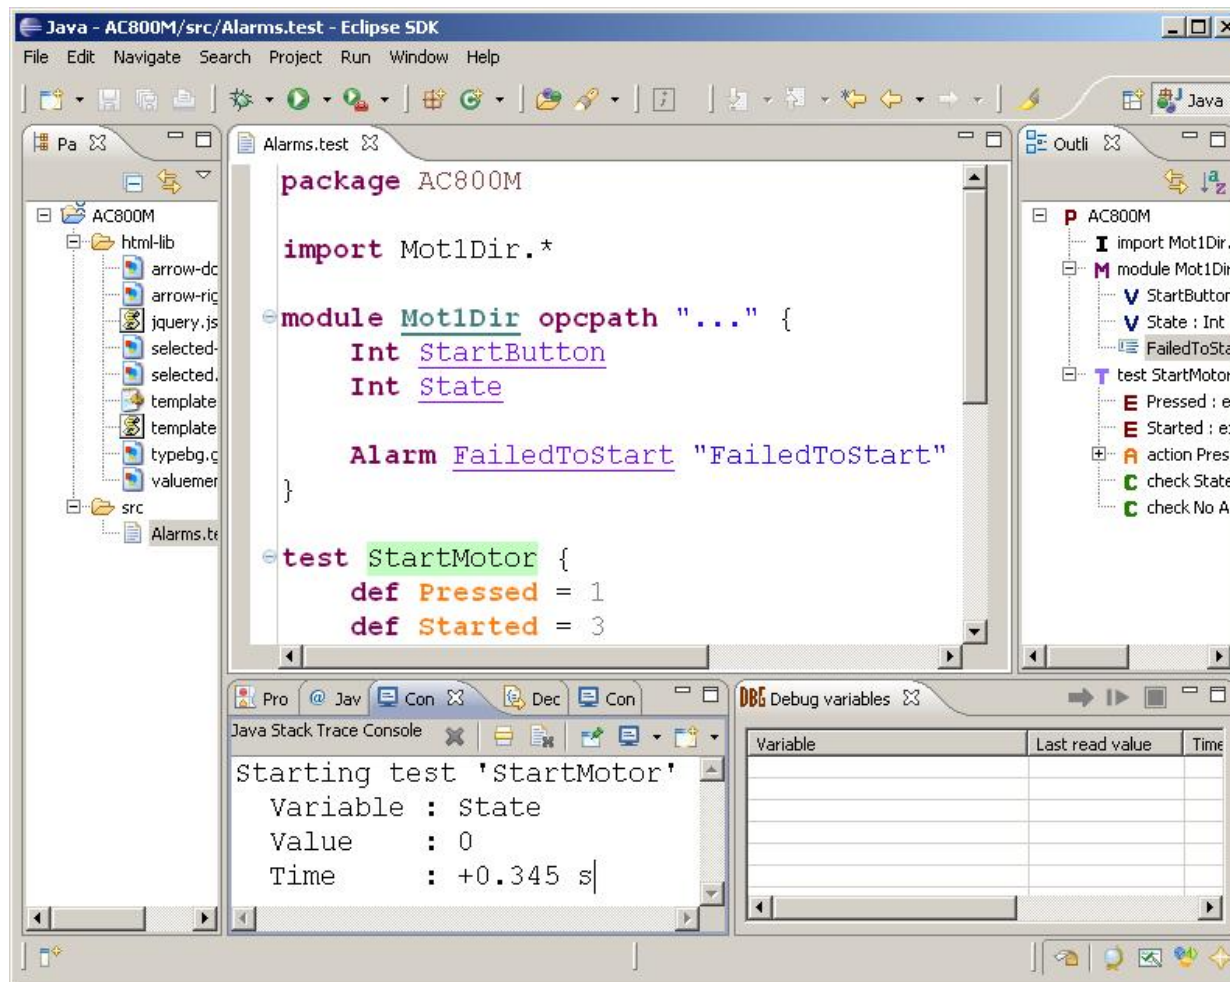 Java - AC800M/src/Alarms.test - Eclipse SDK
File Edit Navigate Search Project Run Window Help
Java
Pa
AC800M
html-lib
arrow-do
arrow-rig
jquery.js
selected-
selected.
template
template
typebg.g
valuemer
src
Alarms.te
Alarms.test
package AC800M
import Mot1Dir.*
module Mot1Dir opcpath "..." {
Int StartButton
Int State
Alarm FailedToStart "FailedToStart"
}
test StartMotor {
def Pressed = 1
def Started = 3
Outli
P AC800M
I import Mot1Dir.
M module Mot1Dir
V StartButton
V State : Int
FailedToSta
T test StartMotor
E Pressed : e
E Started : e
A action Pres
C check State
C check No A
Pro @ Jav Con Dec Con
Java Stack Trace Console
Starting test 'StartMotor'
Variable : State
Value : 0
Time : +0.345 s
DBG Debug variables
Variable Last read value Time